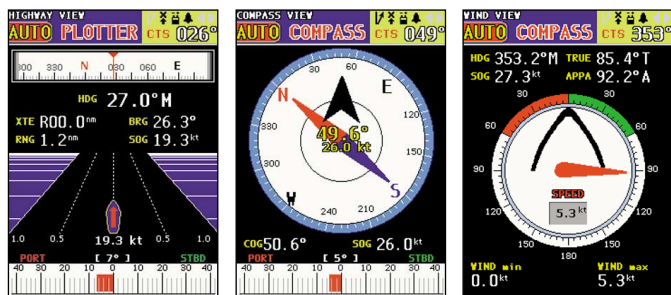 HIGHWAY VIEW
AUTO PLOTTER CTS 026°
300 330 N 030 060 E
HDG 27.0°M
XTE R00.0nm BRG 26.3°
RNG 1.2nm SOG 19.3kt
1.0 0.5 19.3 kt 0.5 1.0
PORT [ 7° ] STBD
40 30 20 10 0 10 20 30 40
COMPASS VIEW
AUTO COMPASS CTS 049°
30 60
N E
330 49.6° 120
26.0 kt
300 150
W S
240 210
COG 50.6° SOG 26.0kt
PORT [ 5° ] STBD
40 30 20 10 0 10 20 30 40
WIND VIEW
AUTO COMPASS CTS 353°
HDG 353.2°M TRUE 85.4°T
SOG 27.3kt APPA 92.2°A
30 30
60 60
90 90
SPEED
120 5.3kt 120
150 150
180
WIND min WIND max
0.0kt 5.3kt